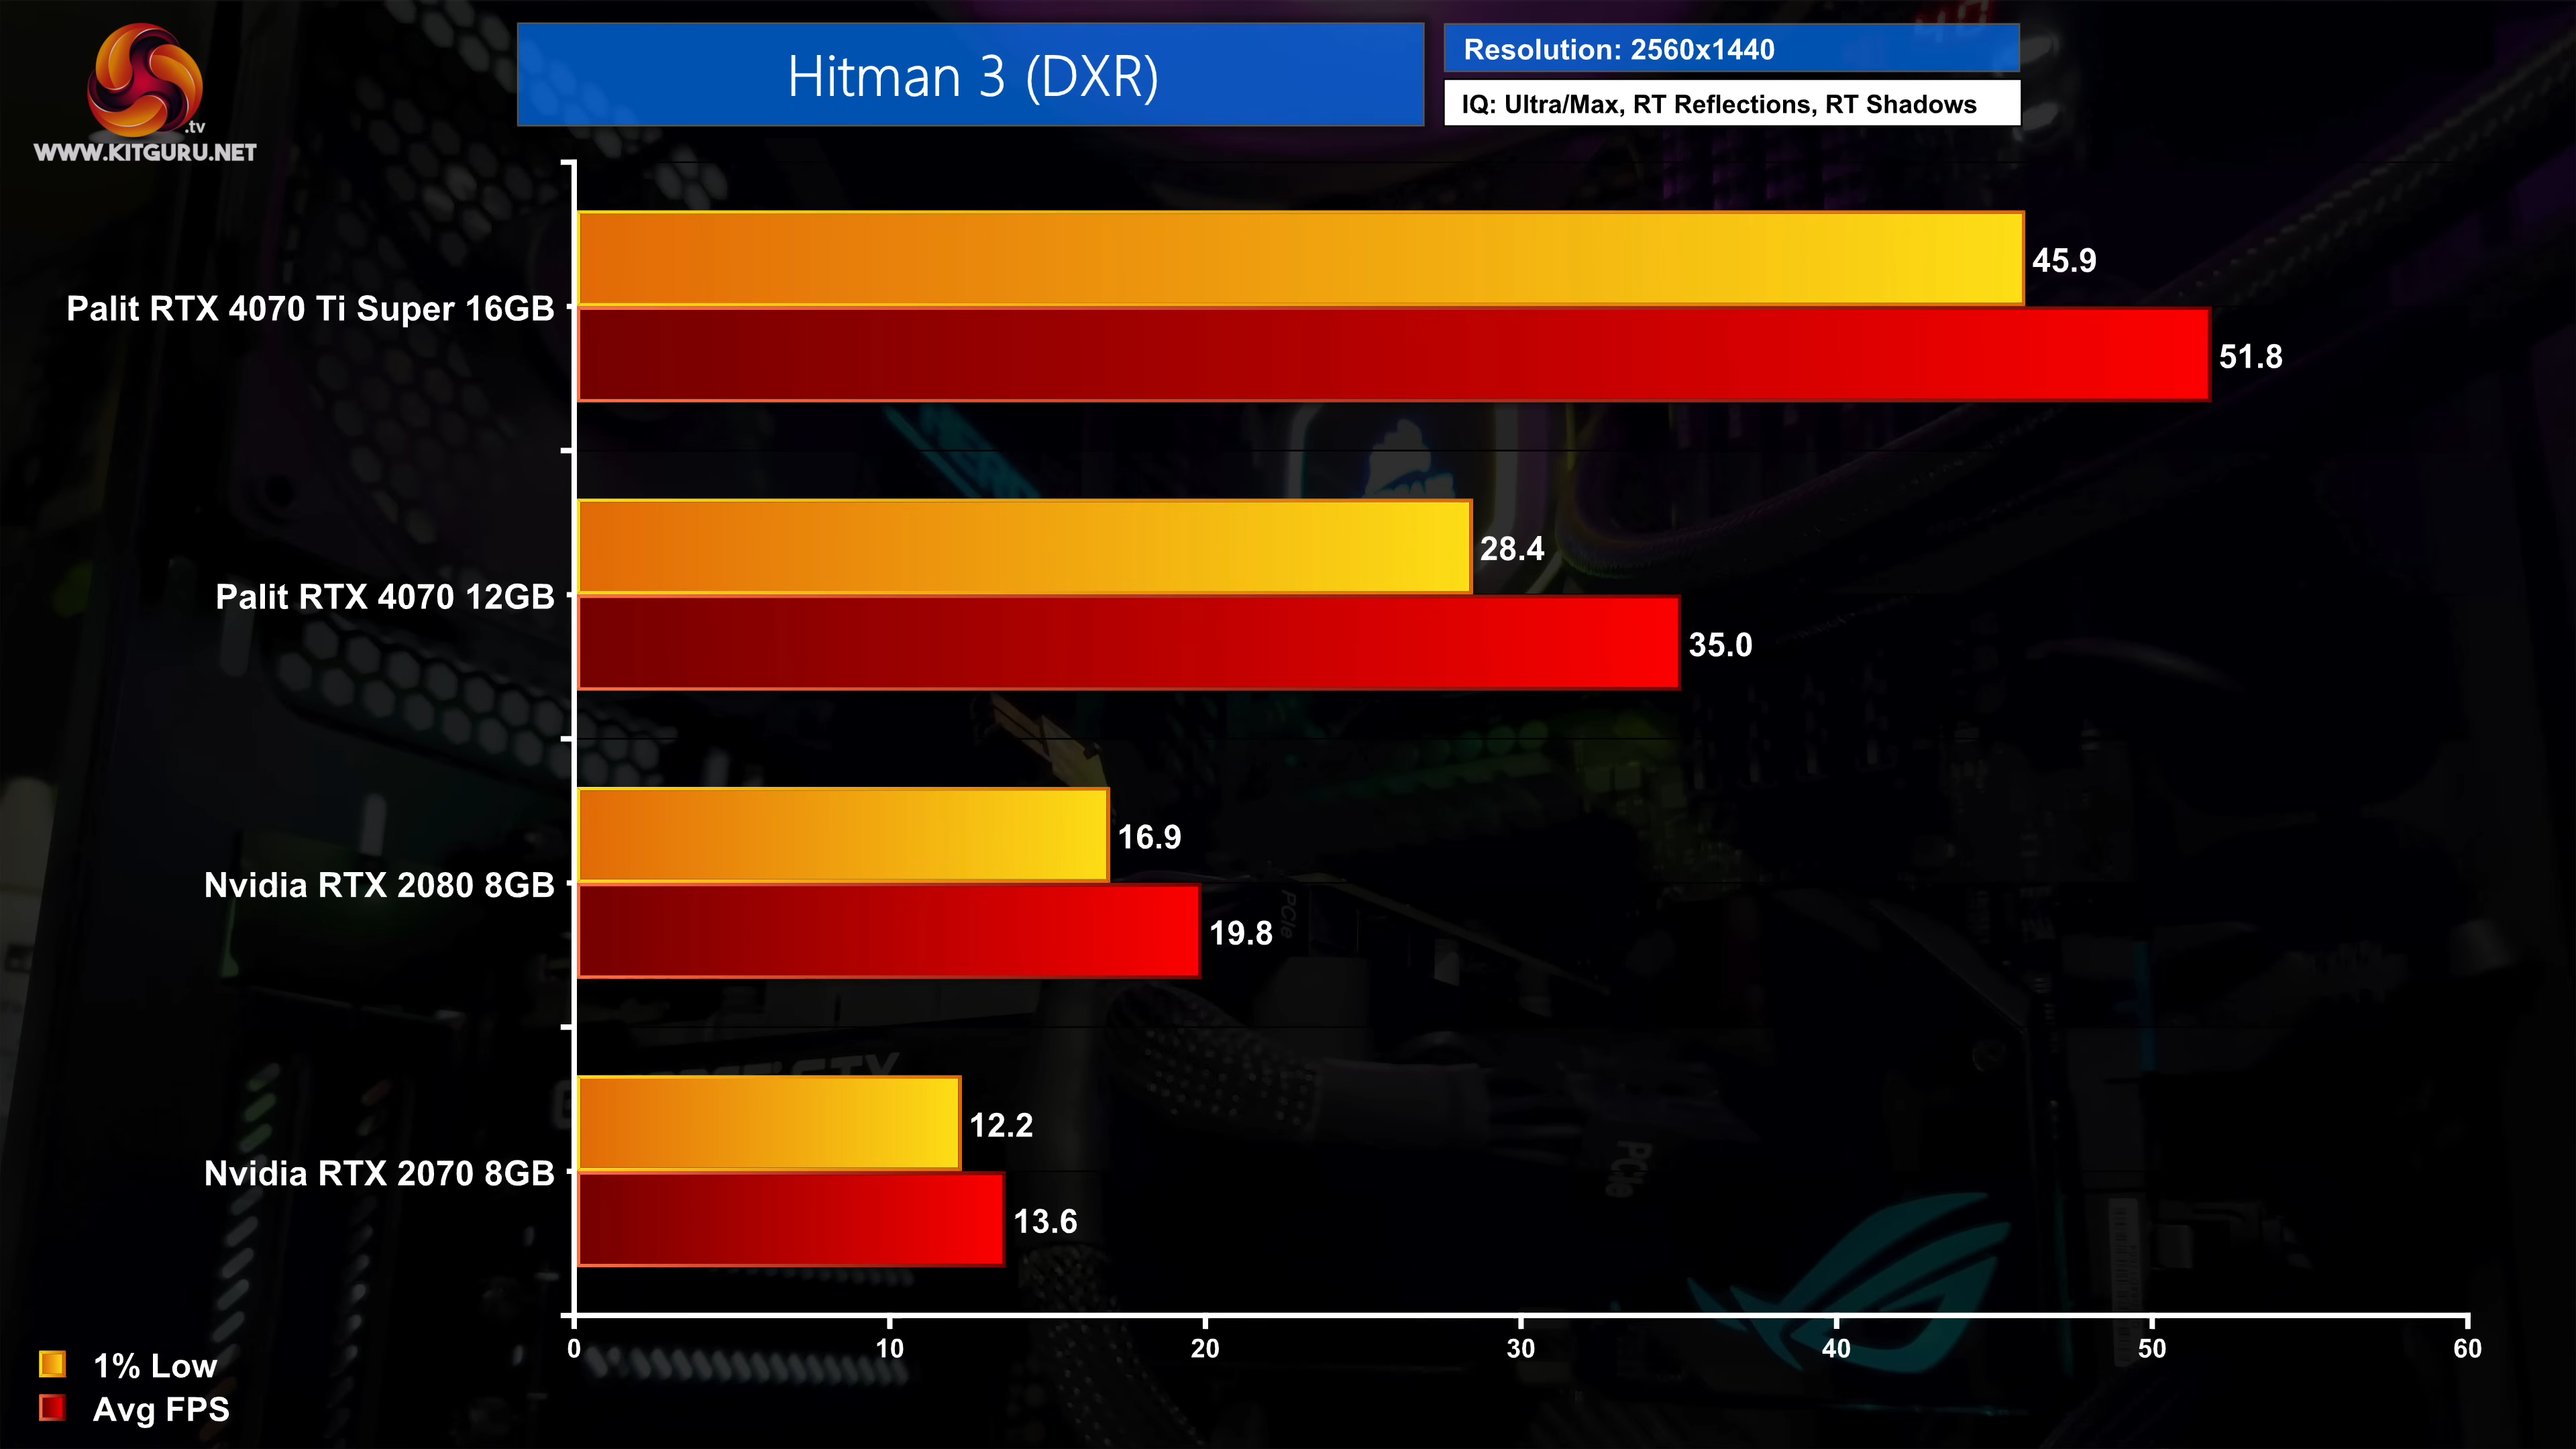 .tv
WWW.KITGURU.NET
Hitman 3 (DXR)
Resolution: 2560x1440
IQ: Ultra/Max, RT Reflections, RT Shadows
Palit RTX 4070 Ti Super 16GB
45.9
51.8
Palit RTX 4070 12GB
28.4
35.0
Nvidia RTX 2080 8GB
16.9
19.8
PCIe
Nvidia RTX 2070 8GB
12.2
13.6
PCIe
0 10 20 30 40 50 60
1% Low
Avg FPS